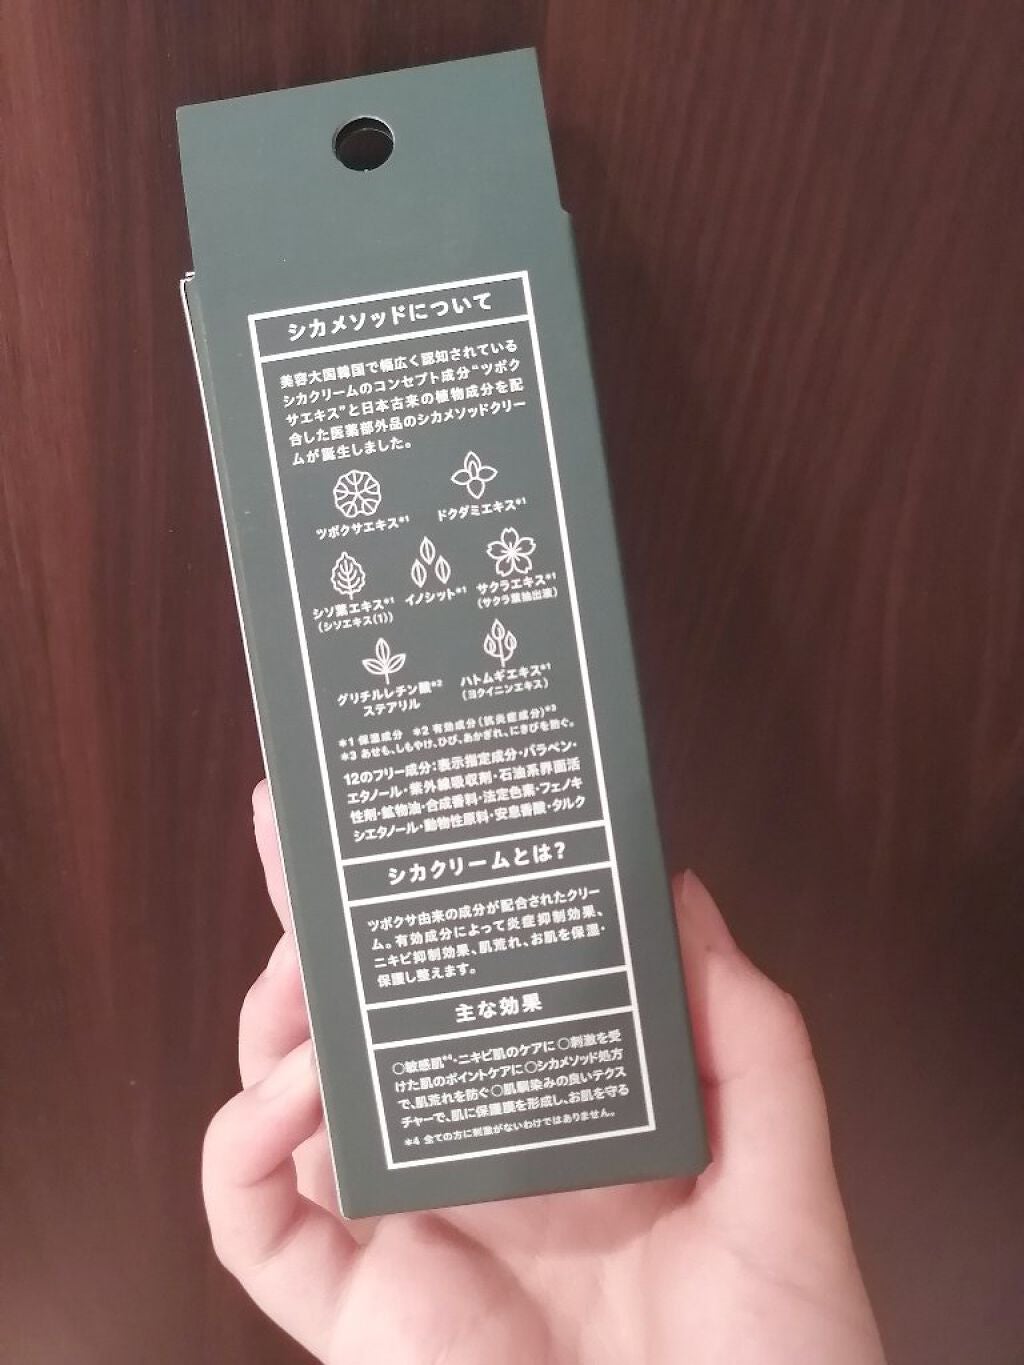 シカメソッドについて
美容大国韓国で幅広く認知されている
シカクリームのコンセプト成分“ツボク
サエキス”と日本古来の植物成分を配
合した医薬部外品のシカメソッドクリー
ムが誕生しました。
ツボクサエキス*1
ドクダミエキス*1
シソ葉エキス*1
(シソエキス(1))
イノシット*1
サクラエキス*1
(サクラ葉抽出液)
グリチルレチン酸*2
ステアリル
ハトムギエキス*1
(ヨクイニンエキス)
*1 保湿成分 *2 有効成分(抗炎症成分)*3
*3 あせも、しもやけ、ひび、あかぎれ、にきびを防ぐ。
12のフリー成分:表示指定成分・パラベン・
エタノール・紫外線吸収剤・石油系界面活
性剤・鉱物油・合成香料・法定色素・フェノキ
シエタノール・動物性原料・安息香酸・タルク
シカクリームとは?
ツボクサ由来の成分が配合されたクリー
ム。有効成分によって炎症抑制効果、
ニキビ抑制効果、肌荒れ、お肌を保湿・
保護し整えます。
主な効果
○敏感肌*4・ニキビ肌のケアに○刺激を受
けた肌のポイントケアに○シカメソッド処方
で、肌荒れを防ぐ○肌馴染みの良いテクス
チャーで、肌に保護膜を形成し、お肌を守る
*4 全ての方に刺激がないわけではありません。